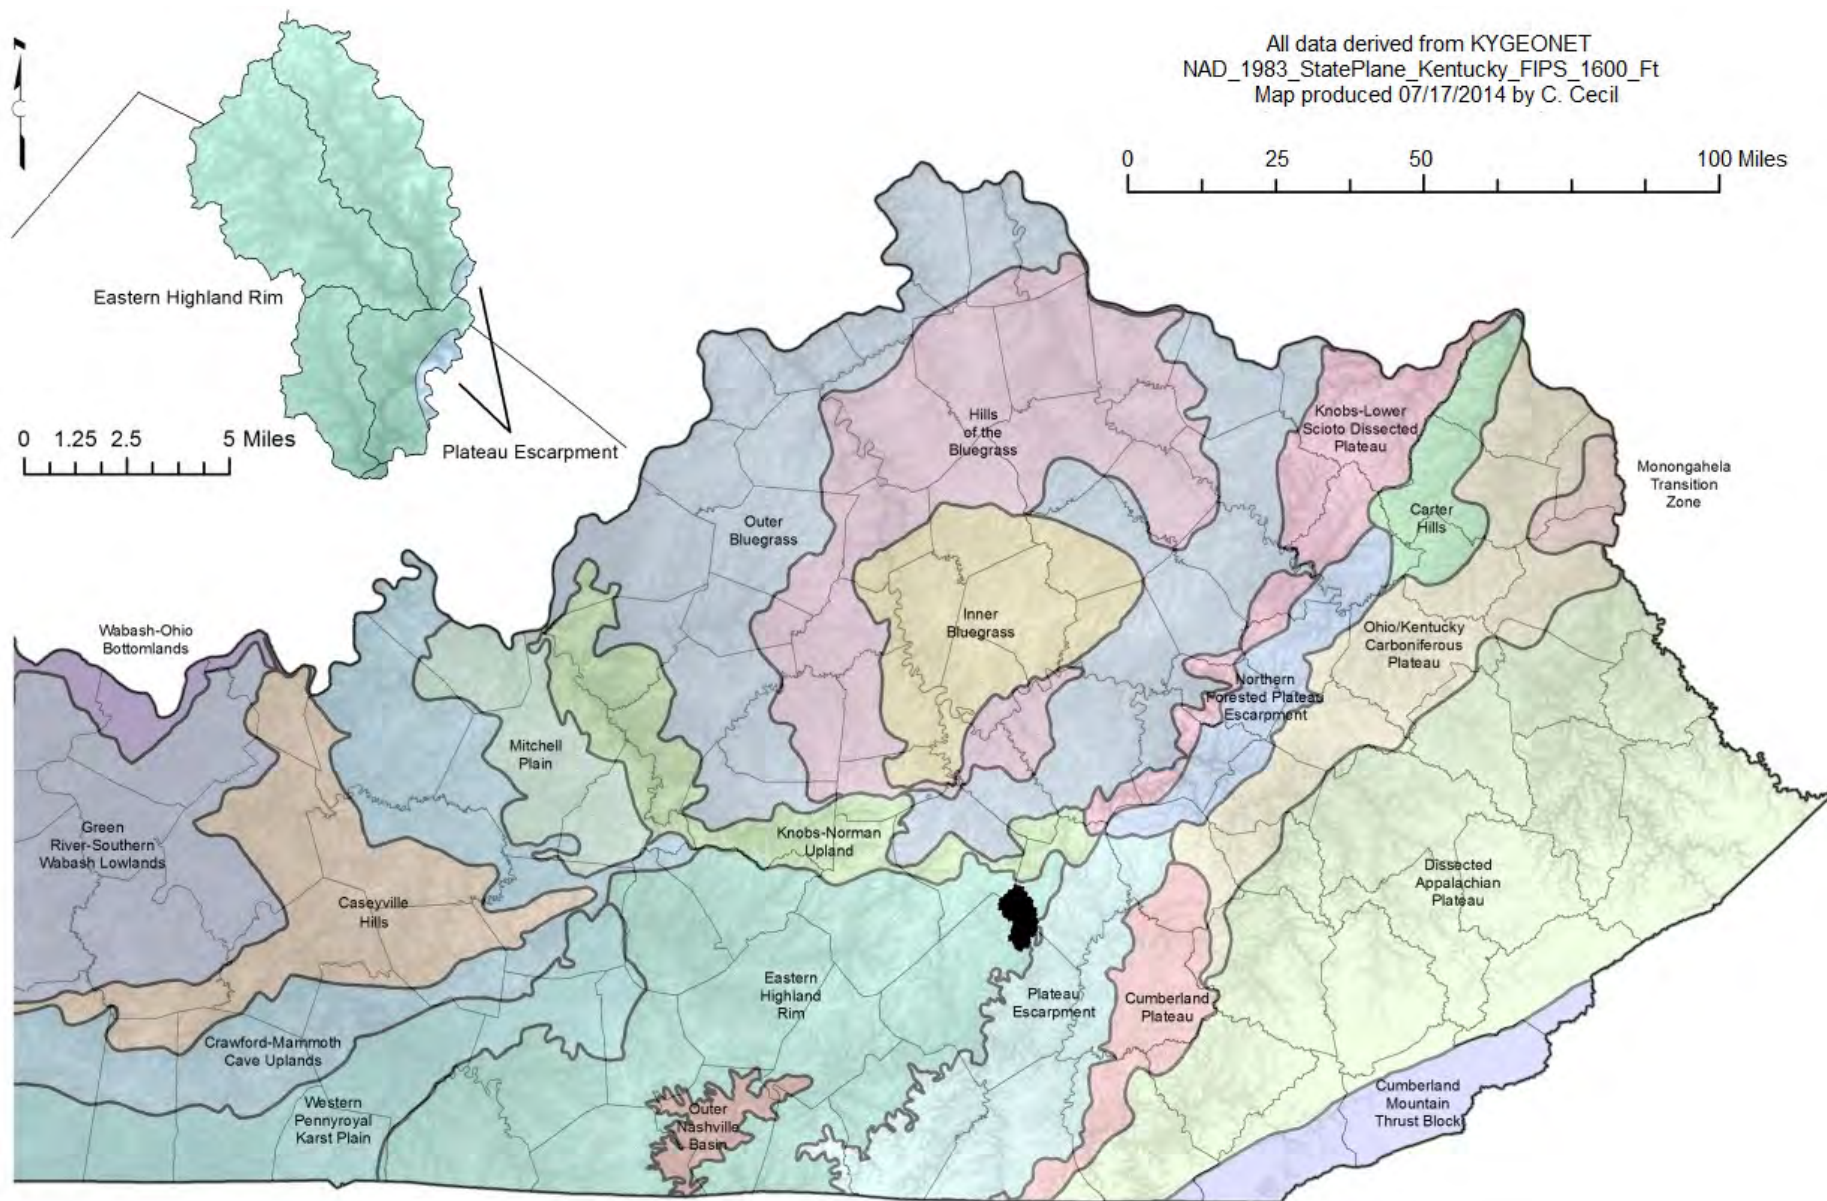 All data derived from KYGEONET
NAD_1983_StatePlane_Kentucky_FIPS_1600_Ft
Map produced 07/17/2014 by C. Cecil
0 25 50 100 Miles
Eastern Highland Rim
0 1.25 2.5 5 Miles
Plateau Escarpment
Hills
of the
Bluegrass
Knobs-Lower
Scioto Dissected
Plateau
Monongahela
Transition
Zone
Carter
Hills
Outer
Bluegrass
Inner
Bluegrass
Wabash-Ohio
Bottomlands
Ohio/Kentucky
Carboniferous
Plateau
Northern
Forested Plateau
Escarpment
Mitchell
Plain
Green
River-Southern
Wabash Lowlands
Knobs-Norman
Upland
Caseyville
Hills
Dissected
Appalachian
Plateau
Eastern
Highland
Rim
Plateau
Escarpment
Cumberland
Plateau
Crawford-Mammoth
Cave Uplands
Western
Pennyroyal
Karst Plain
Outer
Nashville
Basin
Cumberland
Mountain
Thrust Block